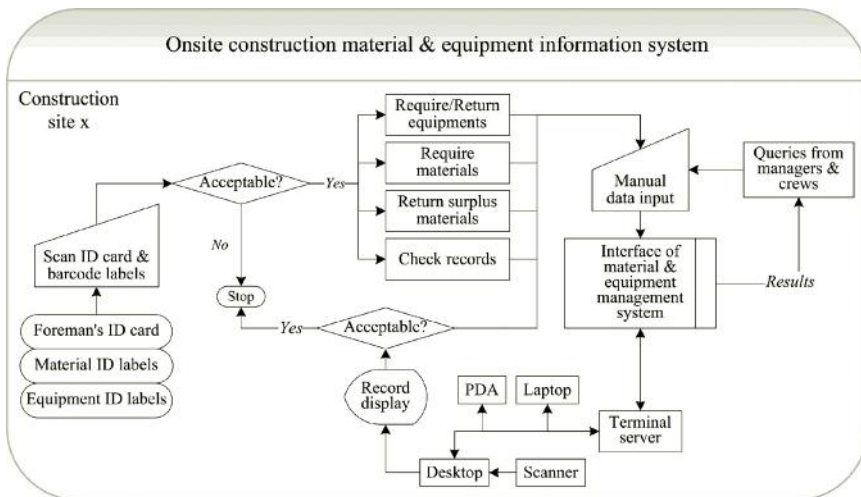 Onsite construction material & equipment information system
Construction
site x
Require/Return
equipments
Acceptable?
Yes
Require
materials
Return surplus
materials
Check records
Manual
data input
Queries from
managers &
crews
No
Scan ID card &
barcode labels
Stop
Interface of
material &
equipment
management
system
Results
Foreman's ID card
Material ID labels
Equipment ID labels
Yes
Acceptable?
Record
display
PDA
Laptop
Terminal
server
Desktop
Scanner